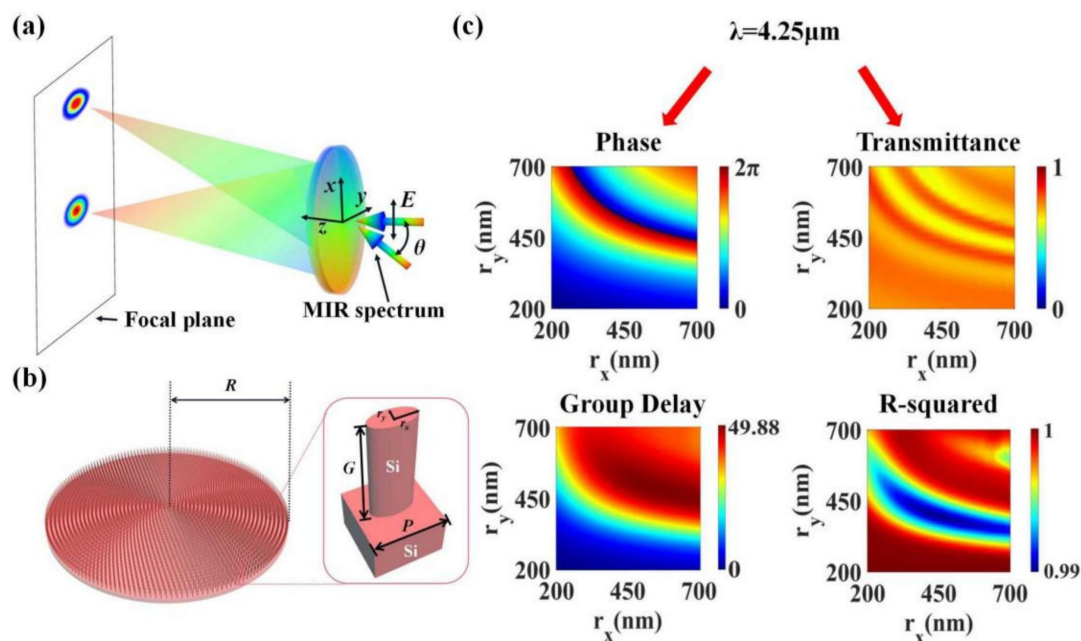 (a)
x
y
z
E
θ
Focal plane
MIR spectrum
(b)
R
r_y
r_x
G
Si
P
Si
(c)
λ=4.25μm
Phase
Transmittance
700
450
200
r_y(nm)
200 450 700
r_x(nm)
2π
0
700
450
200
r_y(nm)
200 450 700
r_x(nm)
1
0
Group Delay
R-squared
700
450
200
r_y(nm)
200 450 700
r_x(nm)
49.88
0
700
450
200
r_y(nm)
200 450 700
r_x(nm)
1
0.99